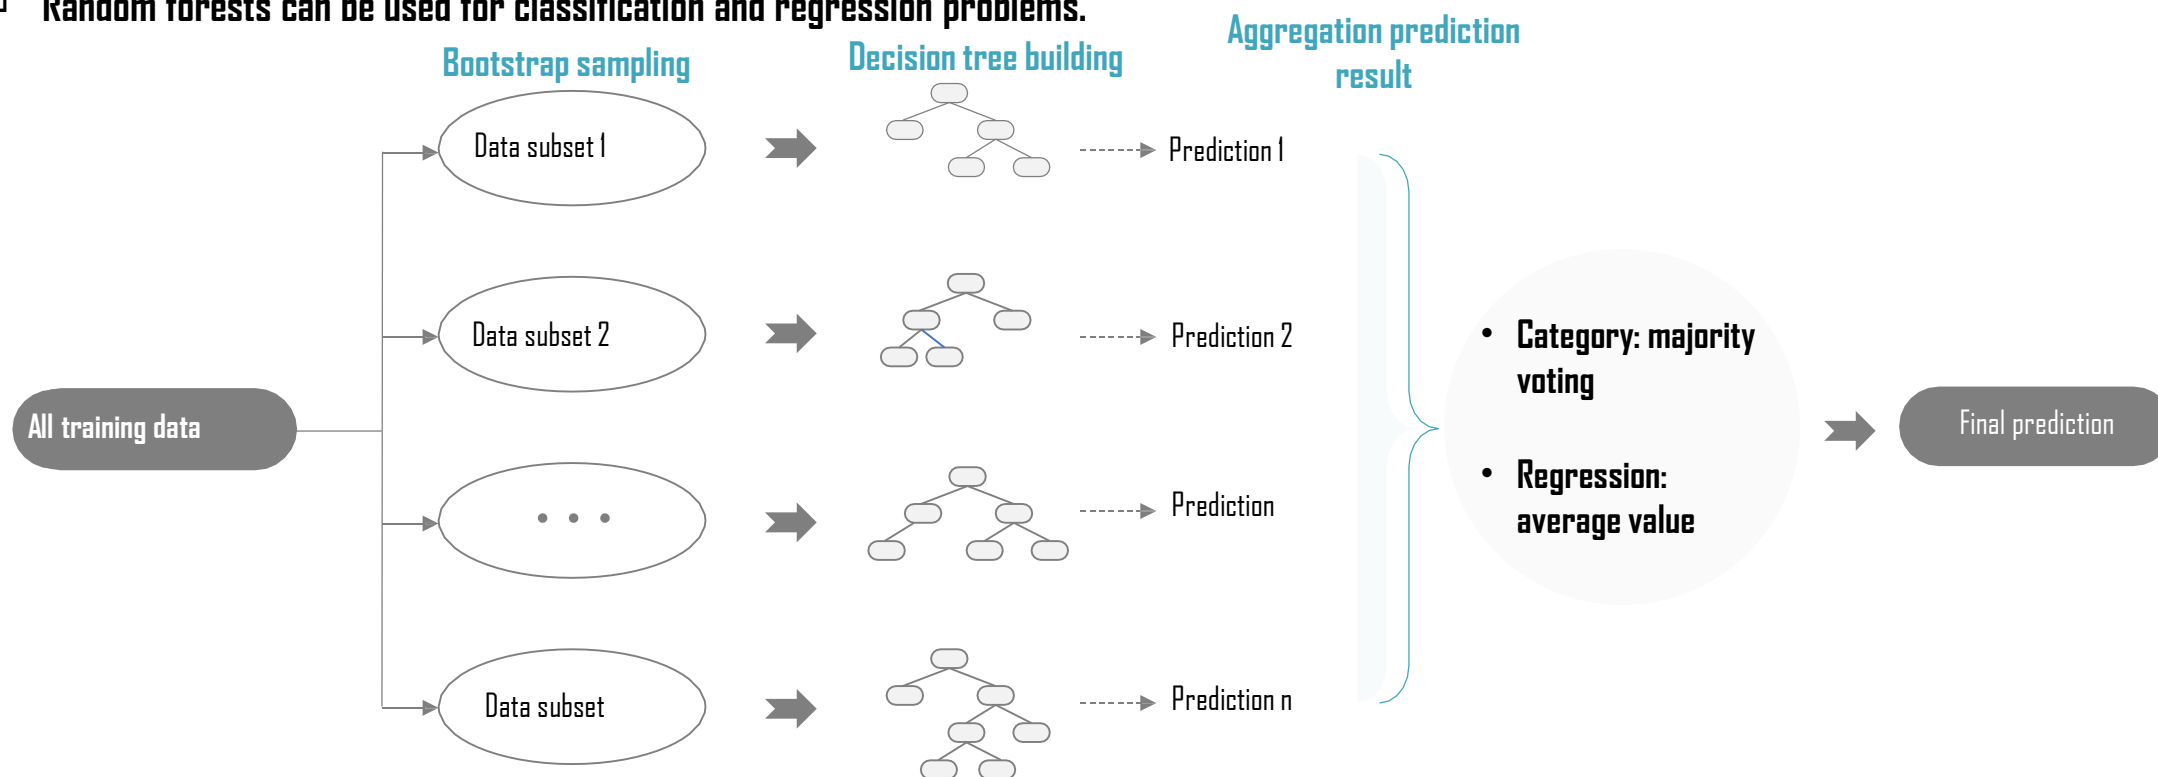 Random forests can be used for classification and regression problems.
Bootstrap sampling
Decision tree building
Aggregation prediction
result
Data subset 1
Prediction 1
Data subset 2
Prediction 2
All training data
• Category: majority
voting
• Regression:
average value
Final prediction
• • •
Prediction
Data subset
Prediction n